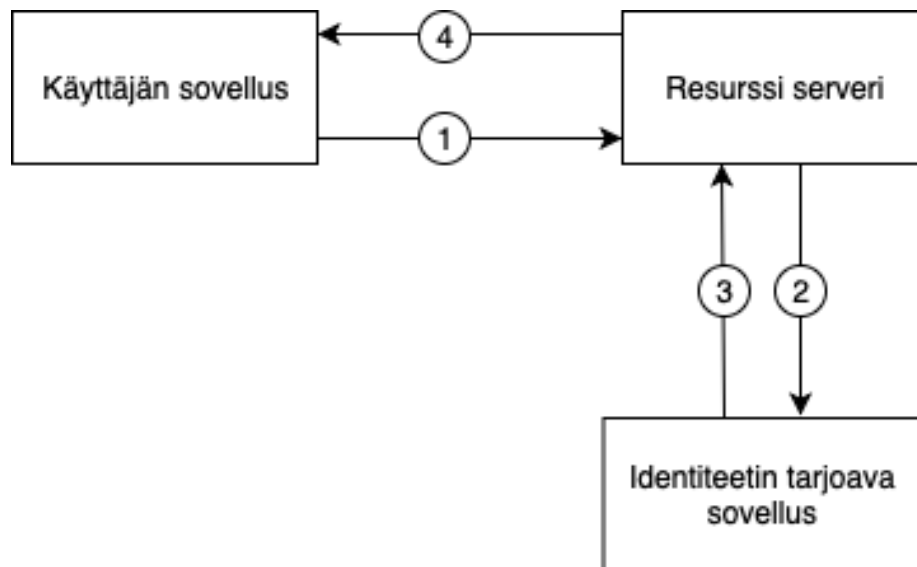 4
Käyttäjän sovellus
Resurssi serveri
1
3
2
Identiteetin tarjoava
sovellus